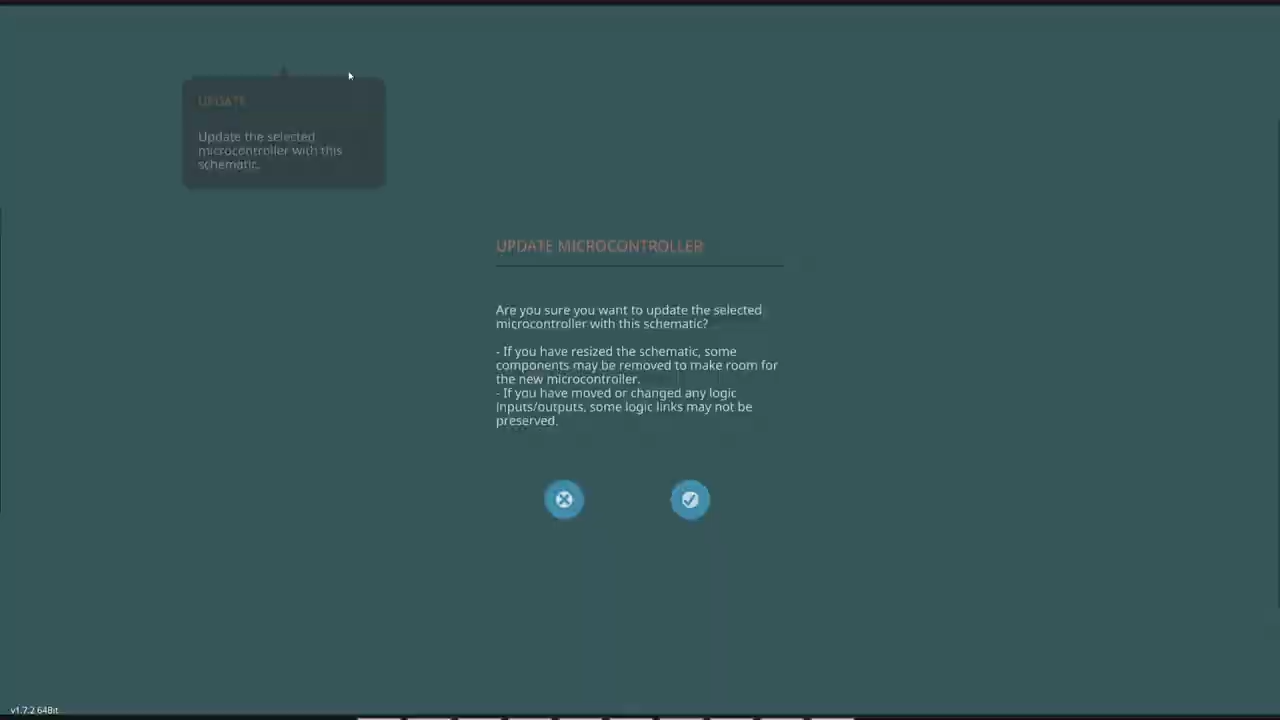 UPDATE
Update the selected
microcontroller with this
schematic.
UPDATE MICROCONTROLLER
Are you sure you want to update the selected
microcontroller with this schematic?
- If you have resized the schematic, some
components may be removed to make room for
the new microcontroller.
- If you have moved or changed any logic
inputs/outputs, some logic links may not be
preserved.
v1.7.2 64Bit